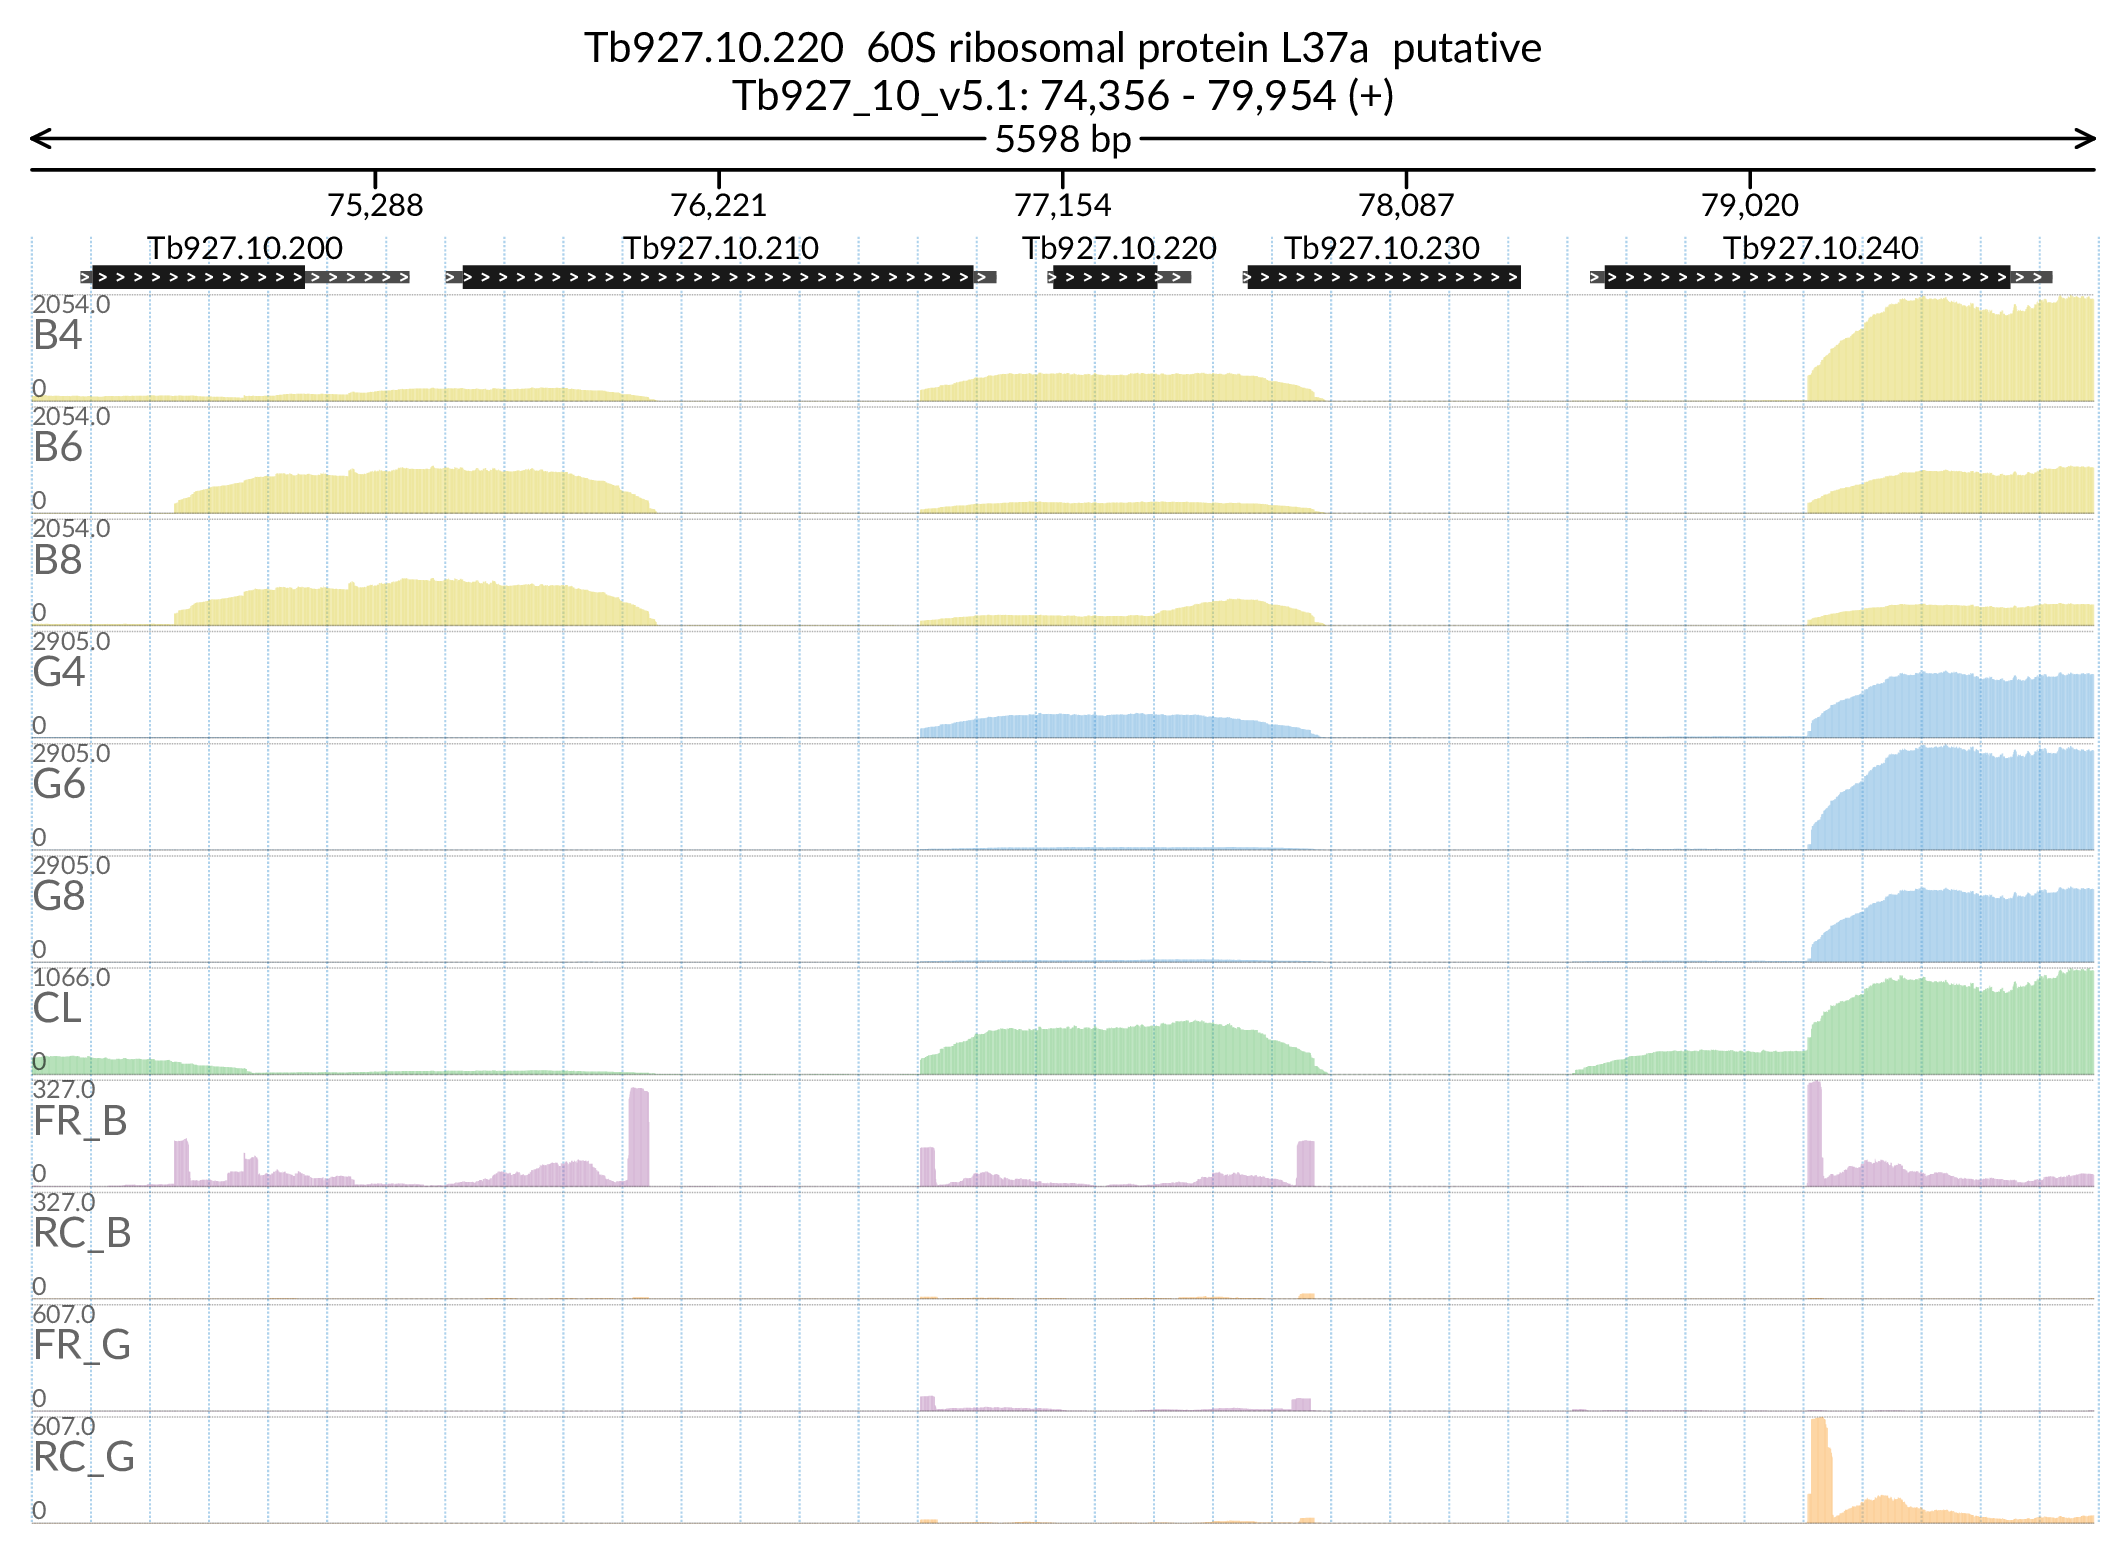 Tb927.10.220  60S ribosomal protein L37a  putative
Tb927_10_v5.1: 74,356 - 79,954 (+)
5598 bp
75,288 76,221 77,154 78,087 79,020
Tb927.10.200 Tb927.10.210 Tb927.10.220 Tb927.10.230 Tb927.10.240
2054.0
B4
0
2054.0
B6
0
2054.0
B8
0
2905.0
G4
0
2905.0
G6
0
2905.0
G8
0
1066.0
CL
0
327.0
FR_B
0
327.0
RC_B
0
607.0
FR_G
0
607.0
RC_G
0